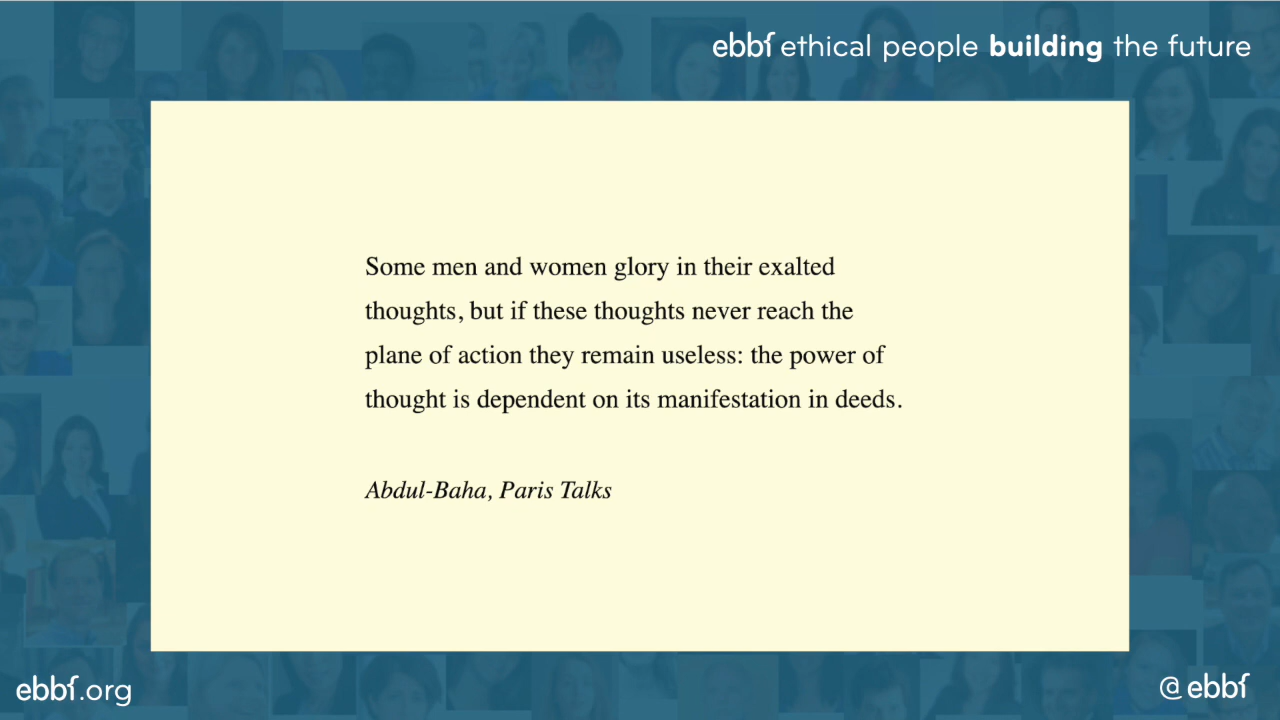 ebbf ethical people building the future
Some men and women glory in their exalted
thoughts, but if these thoughts never reach the
plane of action they remain useless: the power of
thought is dependent on its manifestation in deeds.
Abdul-Baha, Paris Talks
ebbf.org
@ebbf